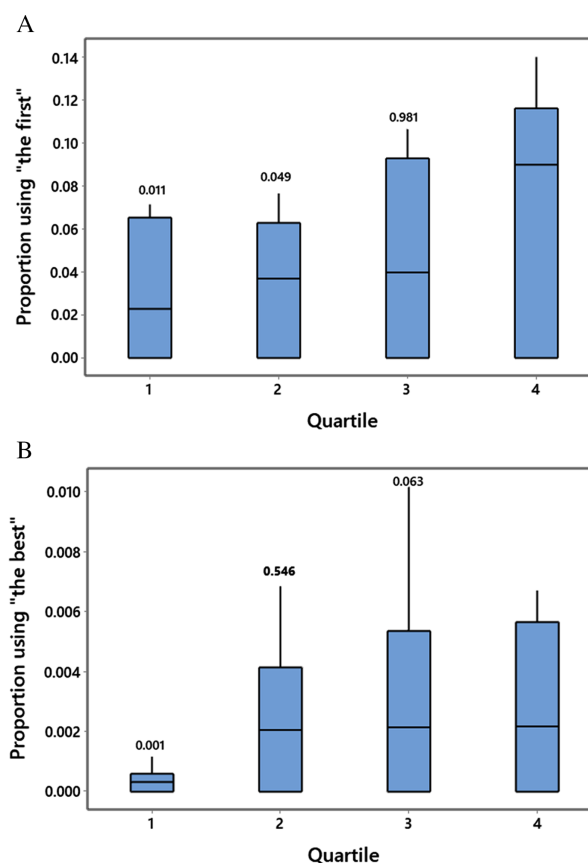 A
Proportion using "the first"
0.14
0.12
0.10
0.08
0.06
0.04
0.02
0.00
0.011
0.049
0.981
1 2 3 4
Quartile
B
Proportion using "the best"
0.010
0.008
0.006
0.004
0.002
0.000
0.001
0.546
0.063
1 2 3 4
Quartile